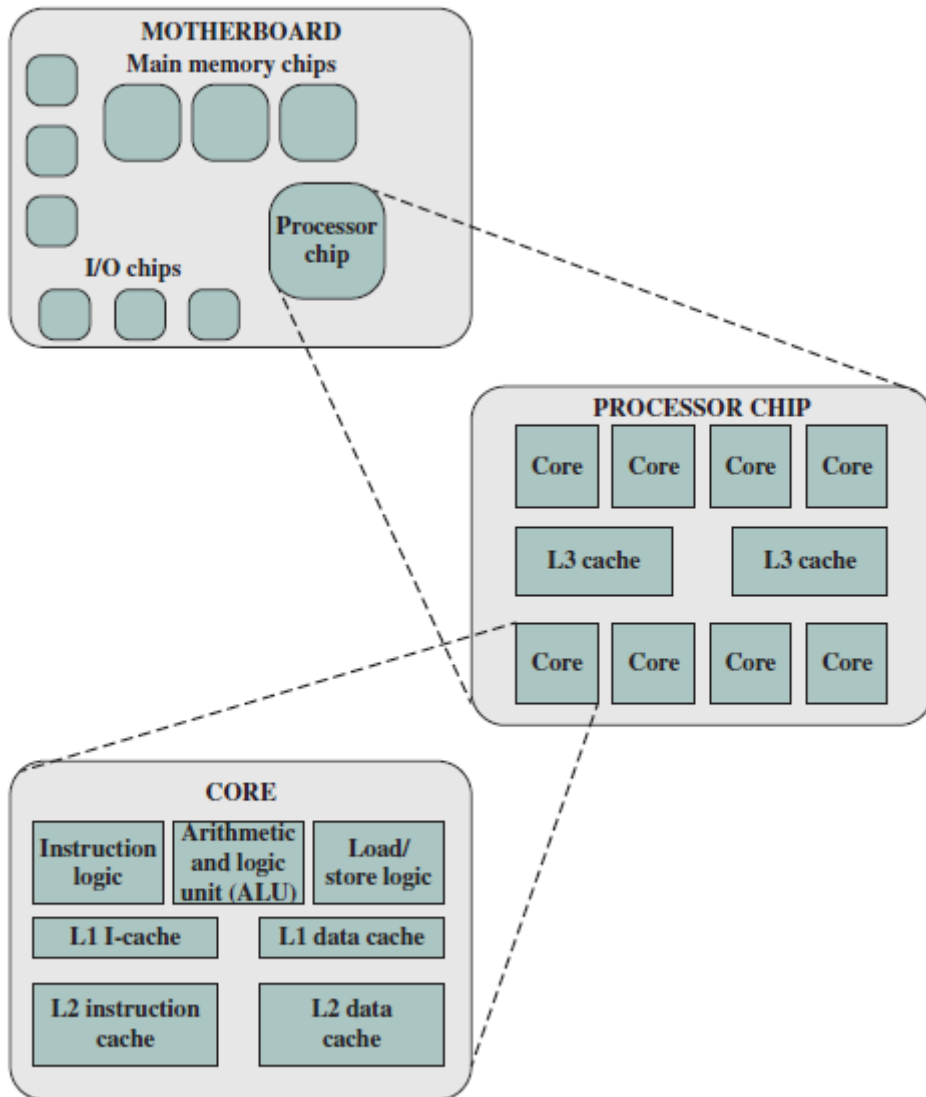 MOTHERBOARD
Main memory chips
Processor
chip
I/O chips
PROCESSOR CHIP
Core
Core
Core
Core
L3 cache
L3 cache
Core
Core
Core
Core
CORE
Instruction
logic
Arithmetic
and logic
unit (ALU)
Load/
store logic
L1 I-cache
L1 data cache
L2 instruction
cache
L2 data
cache